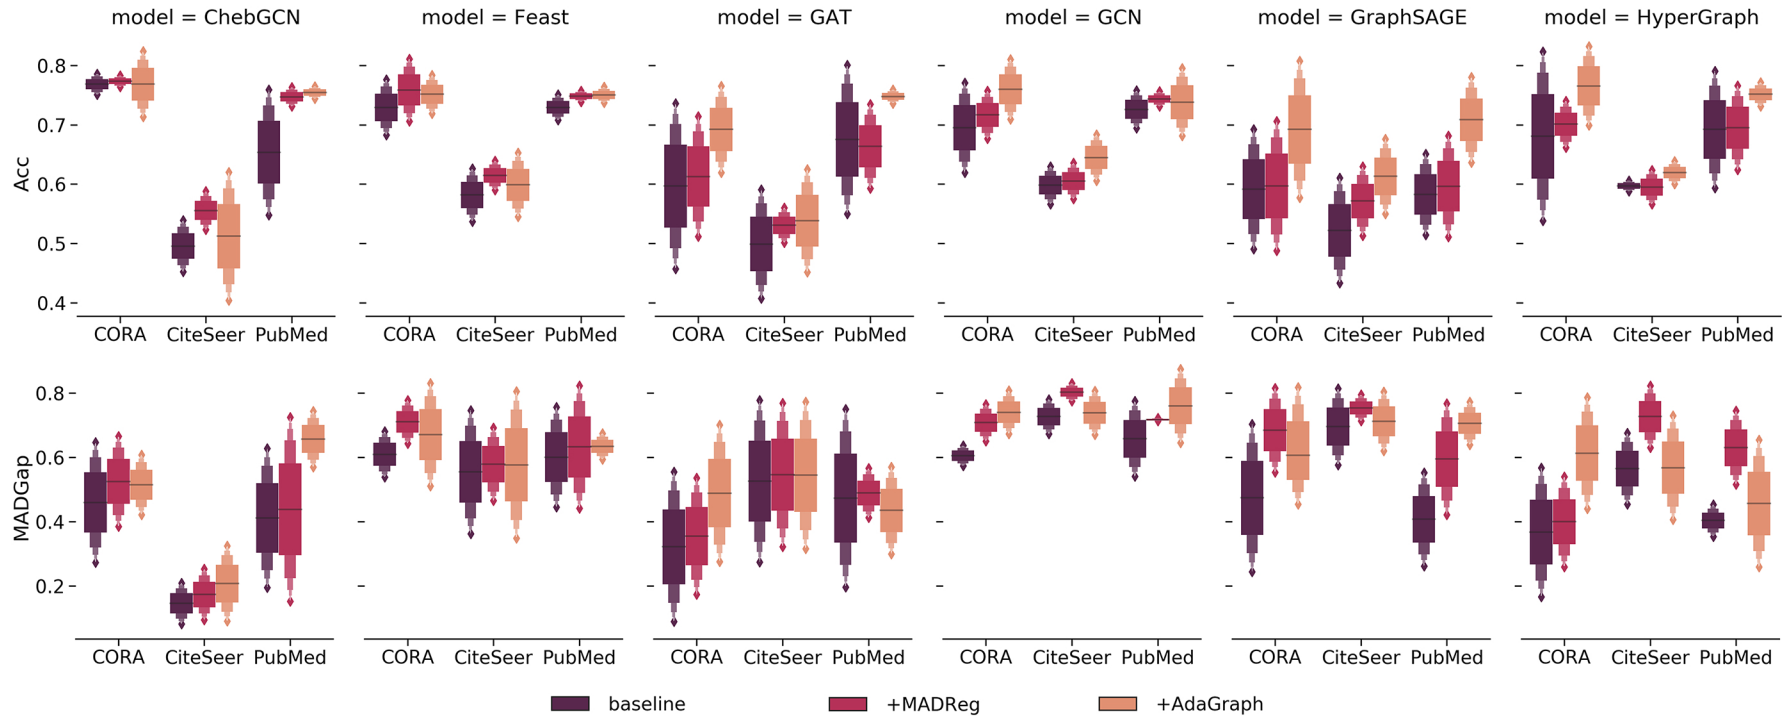 model = ChebGCN model = Feast model = GAT model = GCN model = GraphSAGE model = HyperGraph
Acc
0.8
0.7
0.6
0.5
0.4
CORA CiteSeer PubMed CORA CiteSeer PubMed CORA CiteSeer PubMed CORA CiteSeer PubMed CORA CiteSeer PubMed CORA CiteSeer PubMed
MADGap
0.8
0.6
0.4
0.2
CORA CiteSeer PubMed CORA CiteSeer PubMed CORA CiteSeer PubMed CORA CiteSeer PubMed CORA CiteSeer PubMed CORA CiteSeer PubMed
baseline +MADReg +AdaGraph